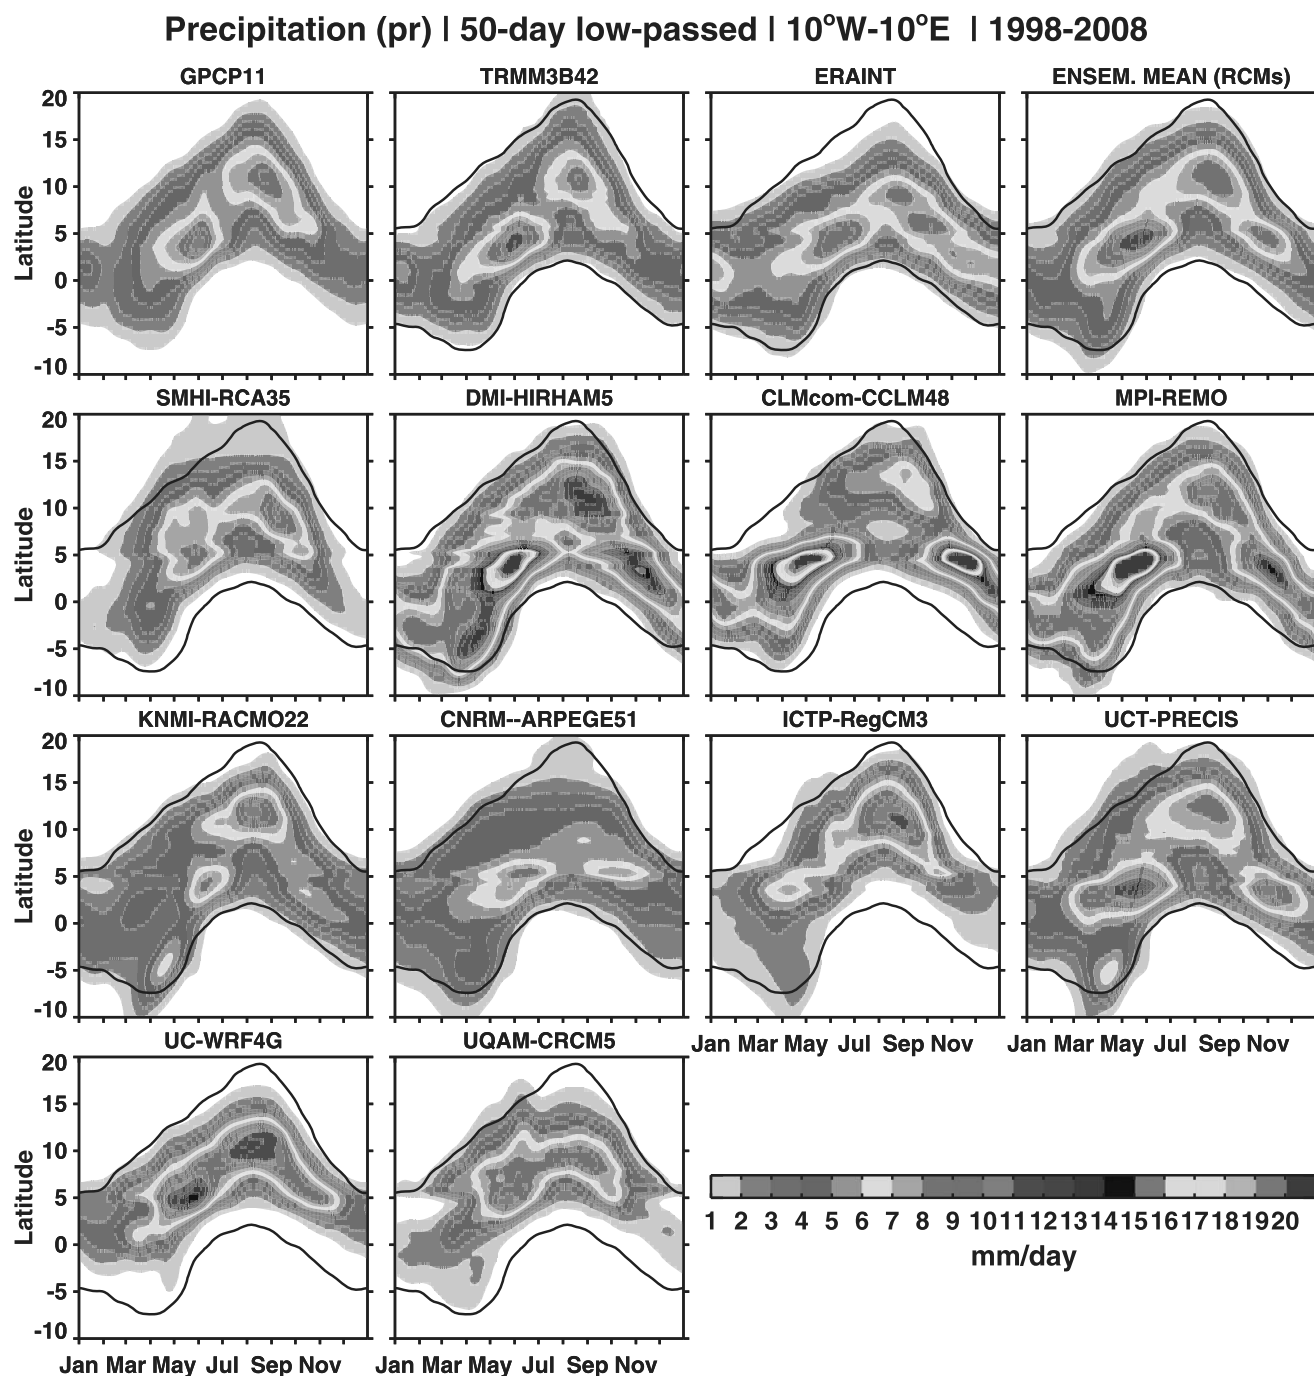 Precipitation (pr) | 50-day low-passed | 10°W-10°E | 1998-2008
GPCP11 TRMM3B42 ERAINT ENSEM. MEAN (RCMs)
20
15
10
5
0
-5
-10
Latitude
SMHI-RCA35 DMI-HIRHAM5 CLMcom-CCLM48 MPI-REMO
20
15
10
5
0
-5
-10
Latitude
KNMI-RACMO22 CNRM--ARPEGE51 ICTP-RegCM3 UCT-PRECIS
20
15
10
5
0
-5
-10
Latitude
Jan Mar May Jul Sep Nov Jan Mar May Jul Sep Nov
UC-WRF4G UQAM-CRCM5
20
15
10
5
0
-5
-10
Latitude
Jan Mar May Jul Sep Nov Jan Mar May Jul Sep Nov
1 2 3 4 5 6 7 8 9 10 11 12 13 14 15 16 17 18 19 20
mm/day